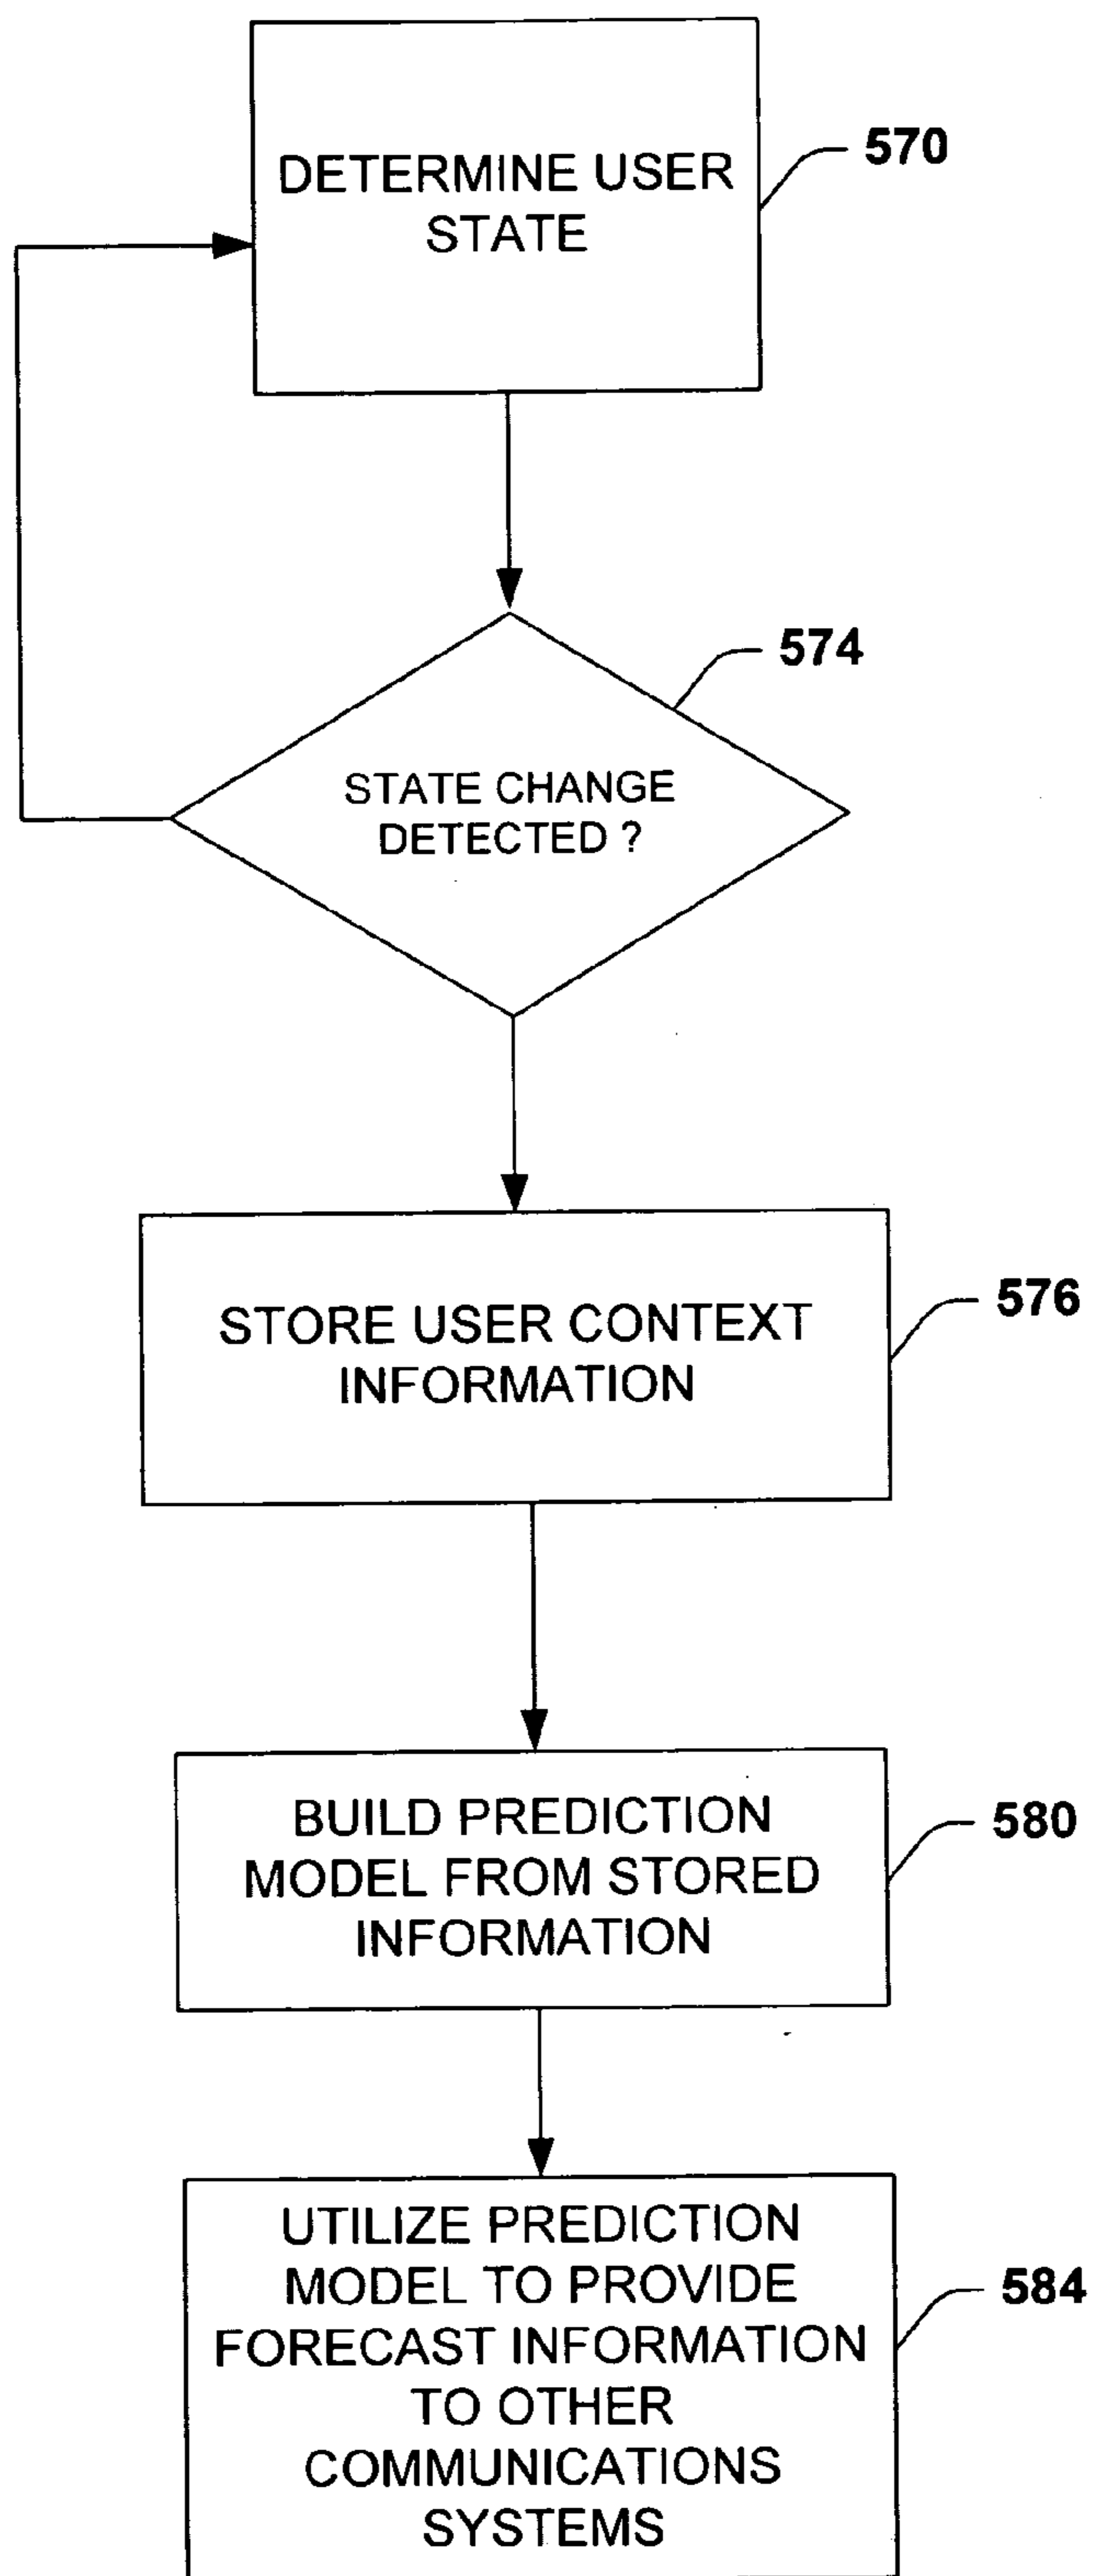 DETERMINE USER
STATE
570
574
STATE CHANGE
DETECTED ?
STORE USER CONTEXT
INFORMATION
576
BUILD PREDICTION
MODEL FROM STORED
INFORMATION
580
UTILIZE PREDICTION
MODEL TO PROVIDE
FORECAST INFORMATION
TO OTHER
COMMUNICATIONS
SYSTEMS
584